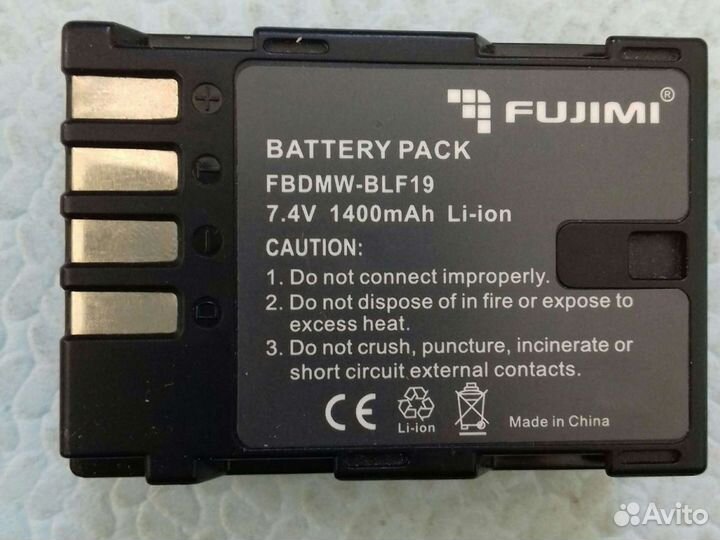 FUJIMI®
BATTERY PACK
FBDMW-BLF19
7.4V 1400mAh Li-ion
CAUTION:
1. Do not connect improperly.
2. Do not dispose of in fire or expose to
excess heat.
3. Do not crush, puncture, incinerate or
short circuit external contacts.
CE
Li-ion
Made in China
Avito